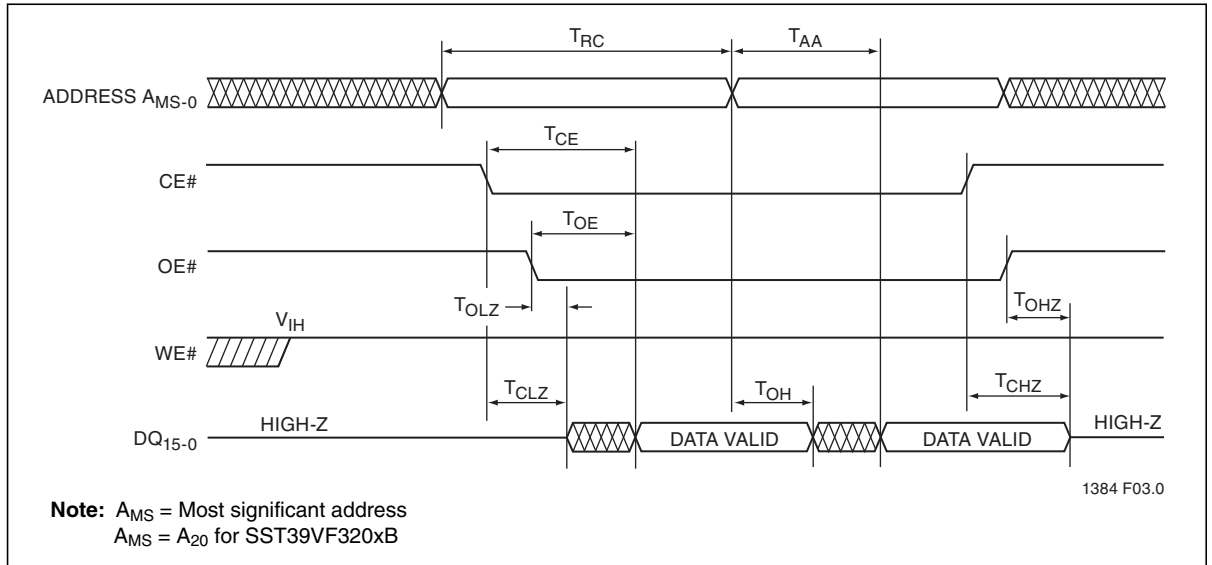 TRC TAA
ADDRESS AMS-0
TCE
CE#
TOE
OE#
TOLZ TOHZ
VIH
WE#
TCLZ TOH TCHZ
HIGH-Z HIGH-Z
DQ15-0 DATA VALID DATA VALID
1384 F03.0
Note: AMS = Most significant address
AMS = A20 for SST39VF320xB